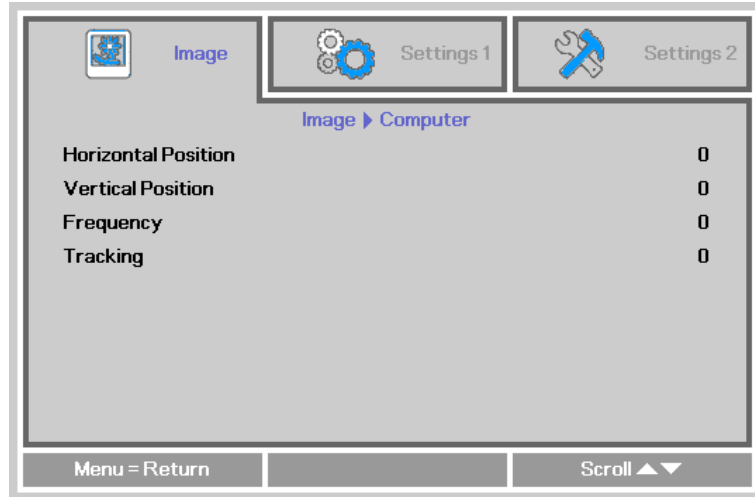 Image
Settings 1
Settings 2
Image ▶ Computer
Horizontal Position 0
Vertical Position 0
Frequency 0
Tracking 0
Menu = Return
Scroll ▲▼